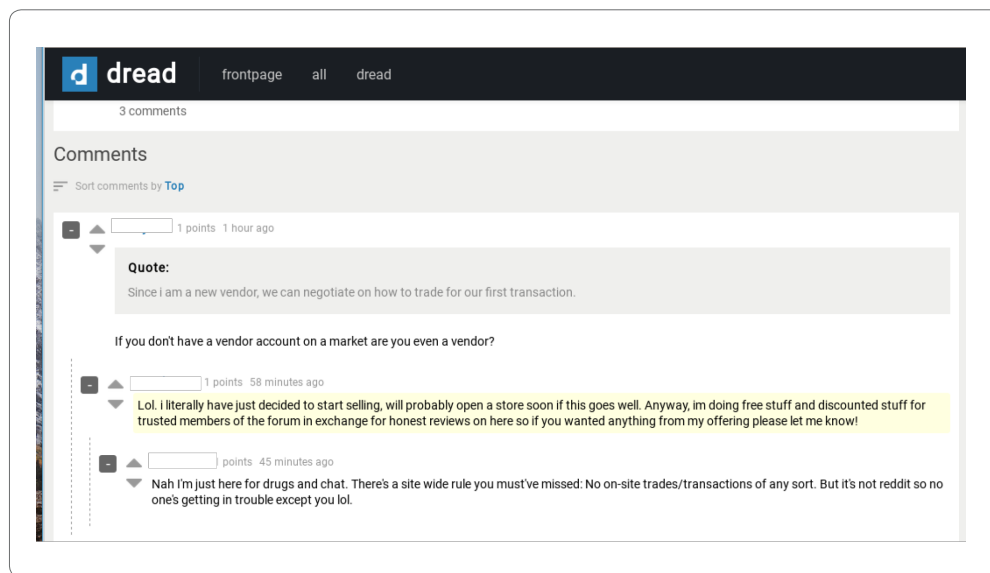 d dread frontpage all dread
3 comments
Comments
Sort comments by Top
- 1 points 1 hour ago
Quote:
Since i am a new vendor, we can negotiate on how to trade for our first transaction.
If you don't have a vendor account on a market are you even a vendor?
- 1 points 58 minutes ago
Lol. i literally have just decided to start selling, will probably open a store soon if this goes well. Anyway, im doing free stuff and discounted stuff for
trusted members of the forum in exchange for honest reviews on here so if you wanted anything from my offering please let me know!
- points 45 minutes ago
Nah I'm just here for drugs and chat. There's a site wide rule you must've missed: No on-site trades/transactions of any sort. But it's not reddit so no
one's getting in trouble except you lol.